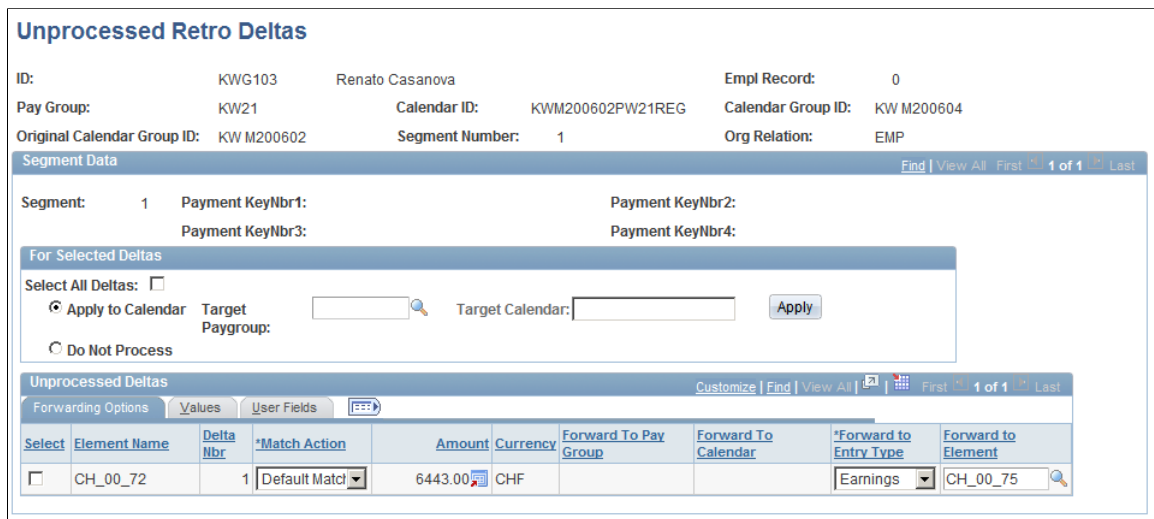 Unprocessed Retro Deltas
ID: KWG103 Renato Casanova Empl Record: 0
Pay Group: KW21 Calendar ID: KWM200602PW21REG Calendar Group ID: KW M200604
Original Calendar Group ID: KW M200602 Segment Number: 1 Org Relation: EMP
Segment Data Find | View All First 1 of 1 Last
Segment: 1 Payment KeyNbr1: Payment KeyNbr2:
Payment KeyNbr3: Payment KeyNbr4:
For Selected Deltas
Select All Deltas:
Apply to Calendar Target Paygroup: Target Calendar: Apply
Do Not Process
Unprocessed Deltas Customize | Find | View All | | First 1 of 1 Last
Forwarding Options Values User Fields
Select Element Name Delta Nbr *Match Action Amount Currency Forward To Pay Group Forward To Calendar *Forward to Entry Type Forward to Element
CH_00_72 1 Default Match 6443.00 CHF Earnings CH_00_75